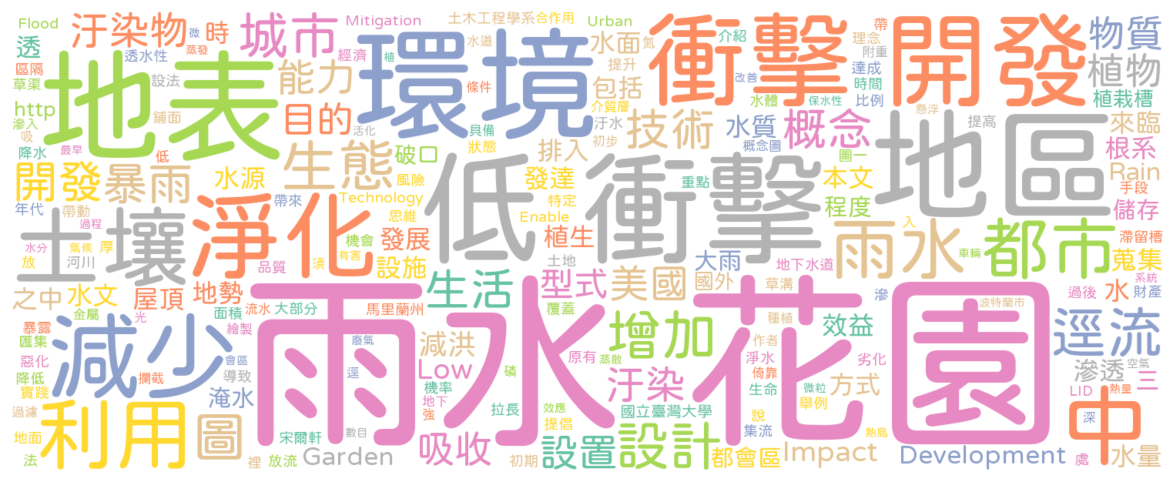 Flood
汙染物
微
時
城市
Mitigation
土木工程學系
合作用
Urban
介紹
帶
理念
物質
透
透水性
蒸發
經濟
植
水道
水面
氮
附重
衝擊
開發
區隔
草渠
設法
地表
能力
環境
條件
提升
包括
改善
達成
時間
比例
植物
http
滲入
鋪面
目的
活化
具備
介質層
水體
保水性
懸浮
植栽槽
吸
汙水
技術
水質
概念
提高
來臨
降水
最早
低
生態
破口
狀態
初步
排入
概念圖
圖一
地區
根系
開發
暴雨
水源
風險
發達
重點
本文
Rain
手段
年代
帶動
帶來
Technology
特定
程度
儲存
過程
淨化
思維
Enable
低衝擊
入
車輪
滯留槽
土壤
水分
氣候
厚
機會
有害
發展
植生
大雨
雨水
都市
蒐集
放
河川
品質
須
設施
土地
地下水道
系統
之中
水文
屋頂
地勢
生活
型式
美國
國外
草溝
滲
過後
水
財產
金屬
光
面積
流水
大部分
馬里蘭州
覆蓋
種植
波特蘭市
暴露
匯集
繪製
廢氣
減洪
原有
蒸散
增加
作者
效益
逕流
惡化
減少
會區
逕
Low
機率
磷
汙染
淨水
倚靠
劣化
滲透
空氣
降低
攔截
導致
地下
生命
微粒
方式
LID
熱量
三
實踐
淹水
強
拉長
舉例
雨水花園
過濾
利用
圖
宋爾軒
數目
吸收
效應
提倡
國立臺灣大學
說
集流
熱島
深
中
地面
法
裡
放流
Garden
初期
設置
設計
都會區
Impact
Development
處
水量